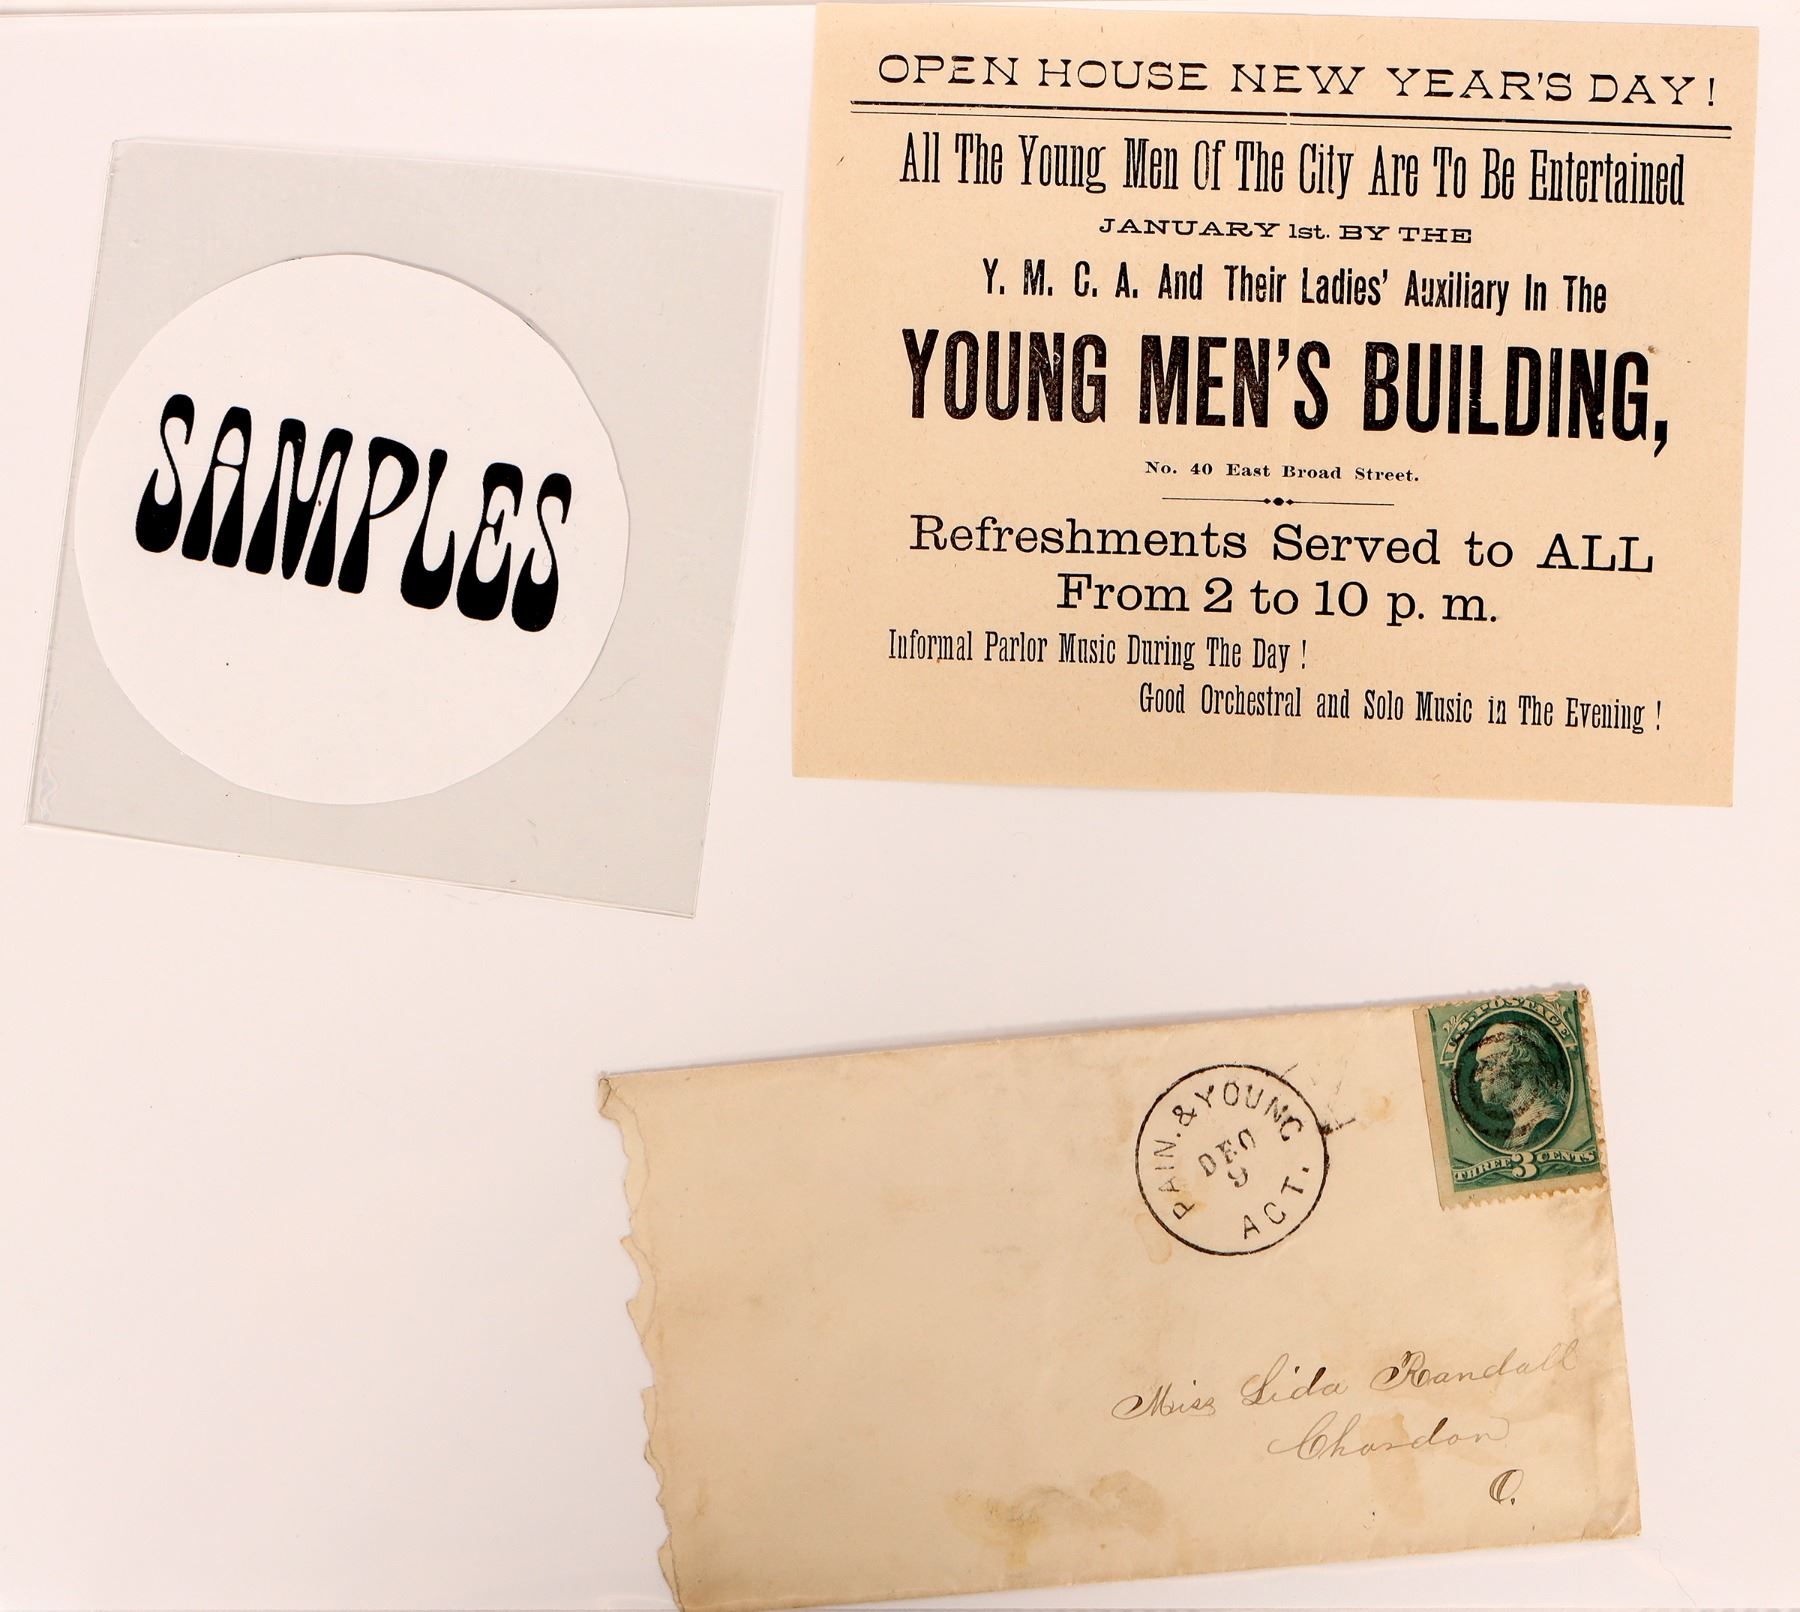 SAMPLES
OPEN HOUSE NEW YEAR'S DAY!
All The Young Men Of The City Are To Be Entertained
JANUARY 1st. BY THE
Y. M. C. A. And Their Ladies' Auxiliary In The
YOUNG MEN'S BUILDING,
No. 40 East Broad Street.
Refreshments Served to ALL
From 2 to 10 p. m.
Informal Parlor Music During The Day!
Good Orchestral and Solo Music in The Evening!
U.S. POSTAGE
THREE 3 CENTS
PAIN. & YOUNG
DEC
9
ACT.
Miss Lida Randall
Chardon
O.